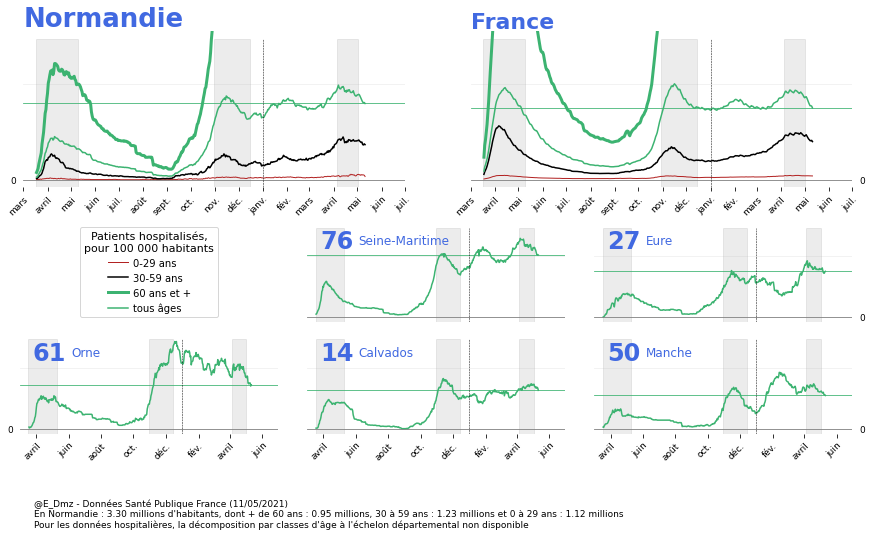 Normandie
France
0
mars avril mai juin juil. août sept. oct. nov. déc. janv. fév. mars avril mai juin juil.
mars avril mai juin juil. août sept. oct. nov. déc. janv. fév. mars avril mai juin juil.
0
Patients hospitalisés,
pour 100 000 habitants
0-29 ans
30-59 ans
60 ans et +
tous âges
76 Seine-Maritime
27 Eure
0
61 Orne
14 Calvados
50 Manche
0
0
avril juin août oct. déc. fév. avril juin
avril juin août oct. déc. fév. avril juin
avril juin août oct. déc. fév. avril juin
@E_Dmz - Données Santé Publique France (11/05/2021)
En Normandie : 3.30 millions d'habitants, dont + de 60 ans : 0.95 millions, 30 à 59 ans : 1.23 millions et 0 à 29 ans : 1.12 millions
Pour les données hospitalières, la décomposition par classes d'âge à l'échelon départemental non disponible